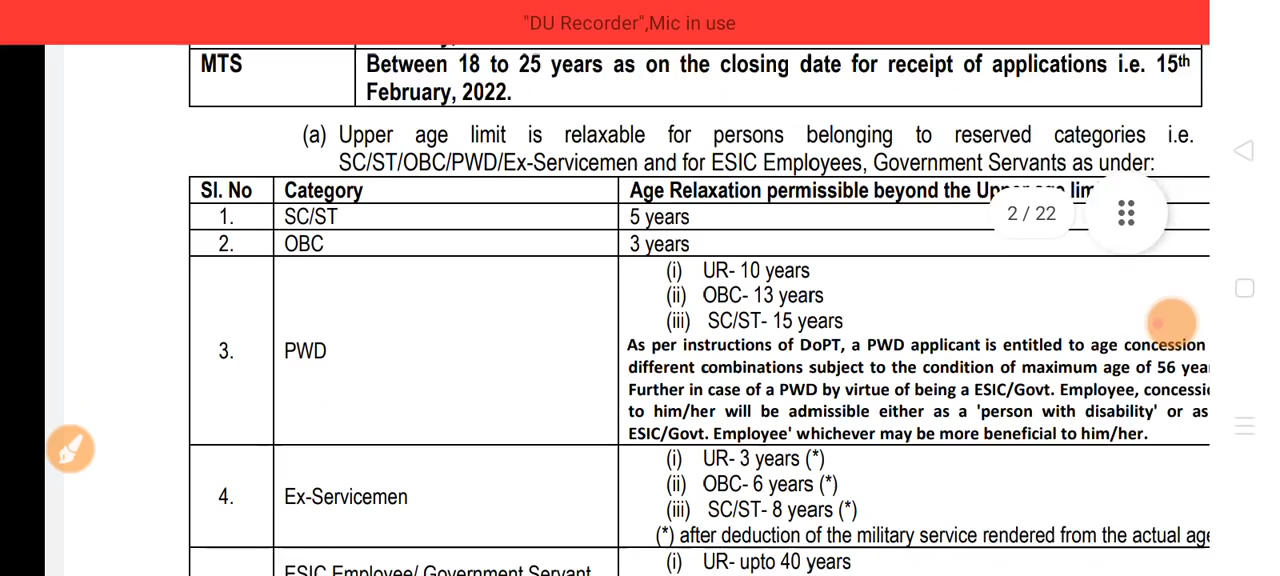 "DU Recorder",Mic in use
MTS
Between 18 to 25 years as on the closing date for receipt of applications i.e. 15th
February, 2022.
(a) Upper age limit is relaxable for persons belonging to reserved categories i.e.
SC/ST/OBC/PWD/Ex-Servicemen and for ESIC Employees, Government Servants as under:
Sl. No
Category
Age Relaxation permissible beyond the
2 / 22
1.
SC/ST
5 years
2.
OBC
3 years
3.
PWD
(i) UR- 10 years
(ii) OBC- 13 years
(iii) SC/ST- 15 years
As per instructions of DoPT, a PWD applicant is entitled to age concession
different combinations subject to the condition of maximum age of 56 yea
Further in case of a PWD by virtue of being a ESIC/Govt. Employee, concessi
to him/her will be admissible either as a 'person with disability' or as
ESIC/Govt. Employee' whichever may be more beneficial to him/her.
4.
Ex-Servicemen
(i) UR- 3 years (*)
(ii) OBC- 6 years (*)
(iii) SC/ST- 8 years (*)
(*) after deduction of the military service rendered from the actual age
ESIC Employee/ Government Servant
(i) UR- upto 40 years